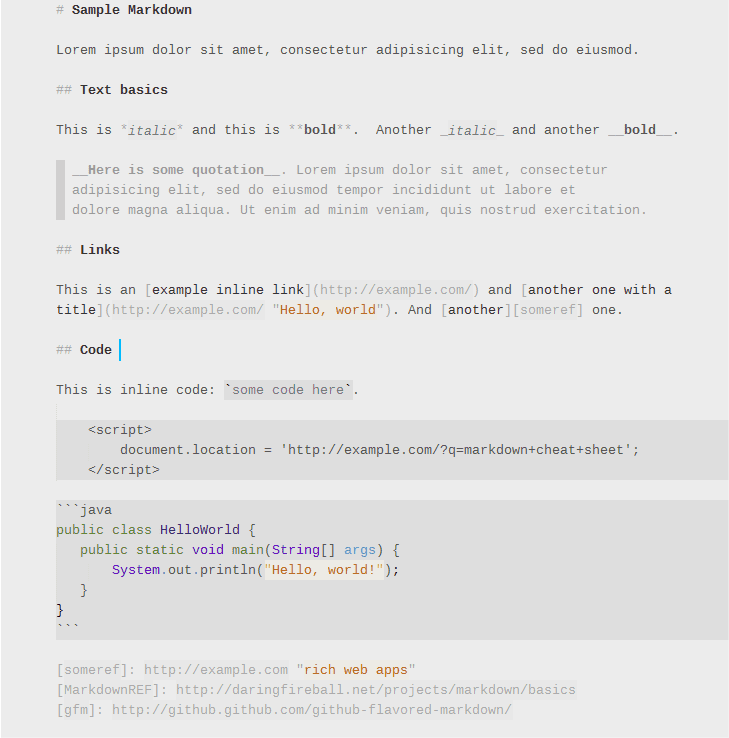 # Sample Markdown
Lorem ipsum dolor sit amet, consectetur adipisicing elit, sed do eiusmod.
## Text basics
This is *italic* and this is **bold**.  Another _italic_ and another __bold__.
__Here is some quotation__. Lorem ipsum dolor sit amet, consectetur
adipisicing elit, sed do eiusmod tempor incididunt ut labore et
dolore magna aliqua. Ut enim ad minim veniam, quis nostrud exercitation.
## Links
This is an [example inline link](http://example.com/) and [another one with a
title](http://example.com/ "Hello, world"). And [another][someref] one.
## Code
This is inline code: `some code here`.
    <script>
        document.location = 'http://example.com/?q=markdown+cheat+sheet';
    </script>
```java
public class HelloWorld {
   public static void main(String[] args) {
       System.out.println("Hello, world!");
   }
}
```
[someref]: http://example.com "rich web apps"
[MarkdownREF]: http://daringfireball.net/projects/markdown/basics
[gfm]: http://github.github.com/github-flavored-markdown/